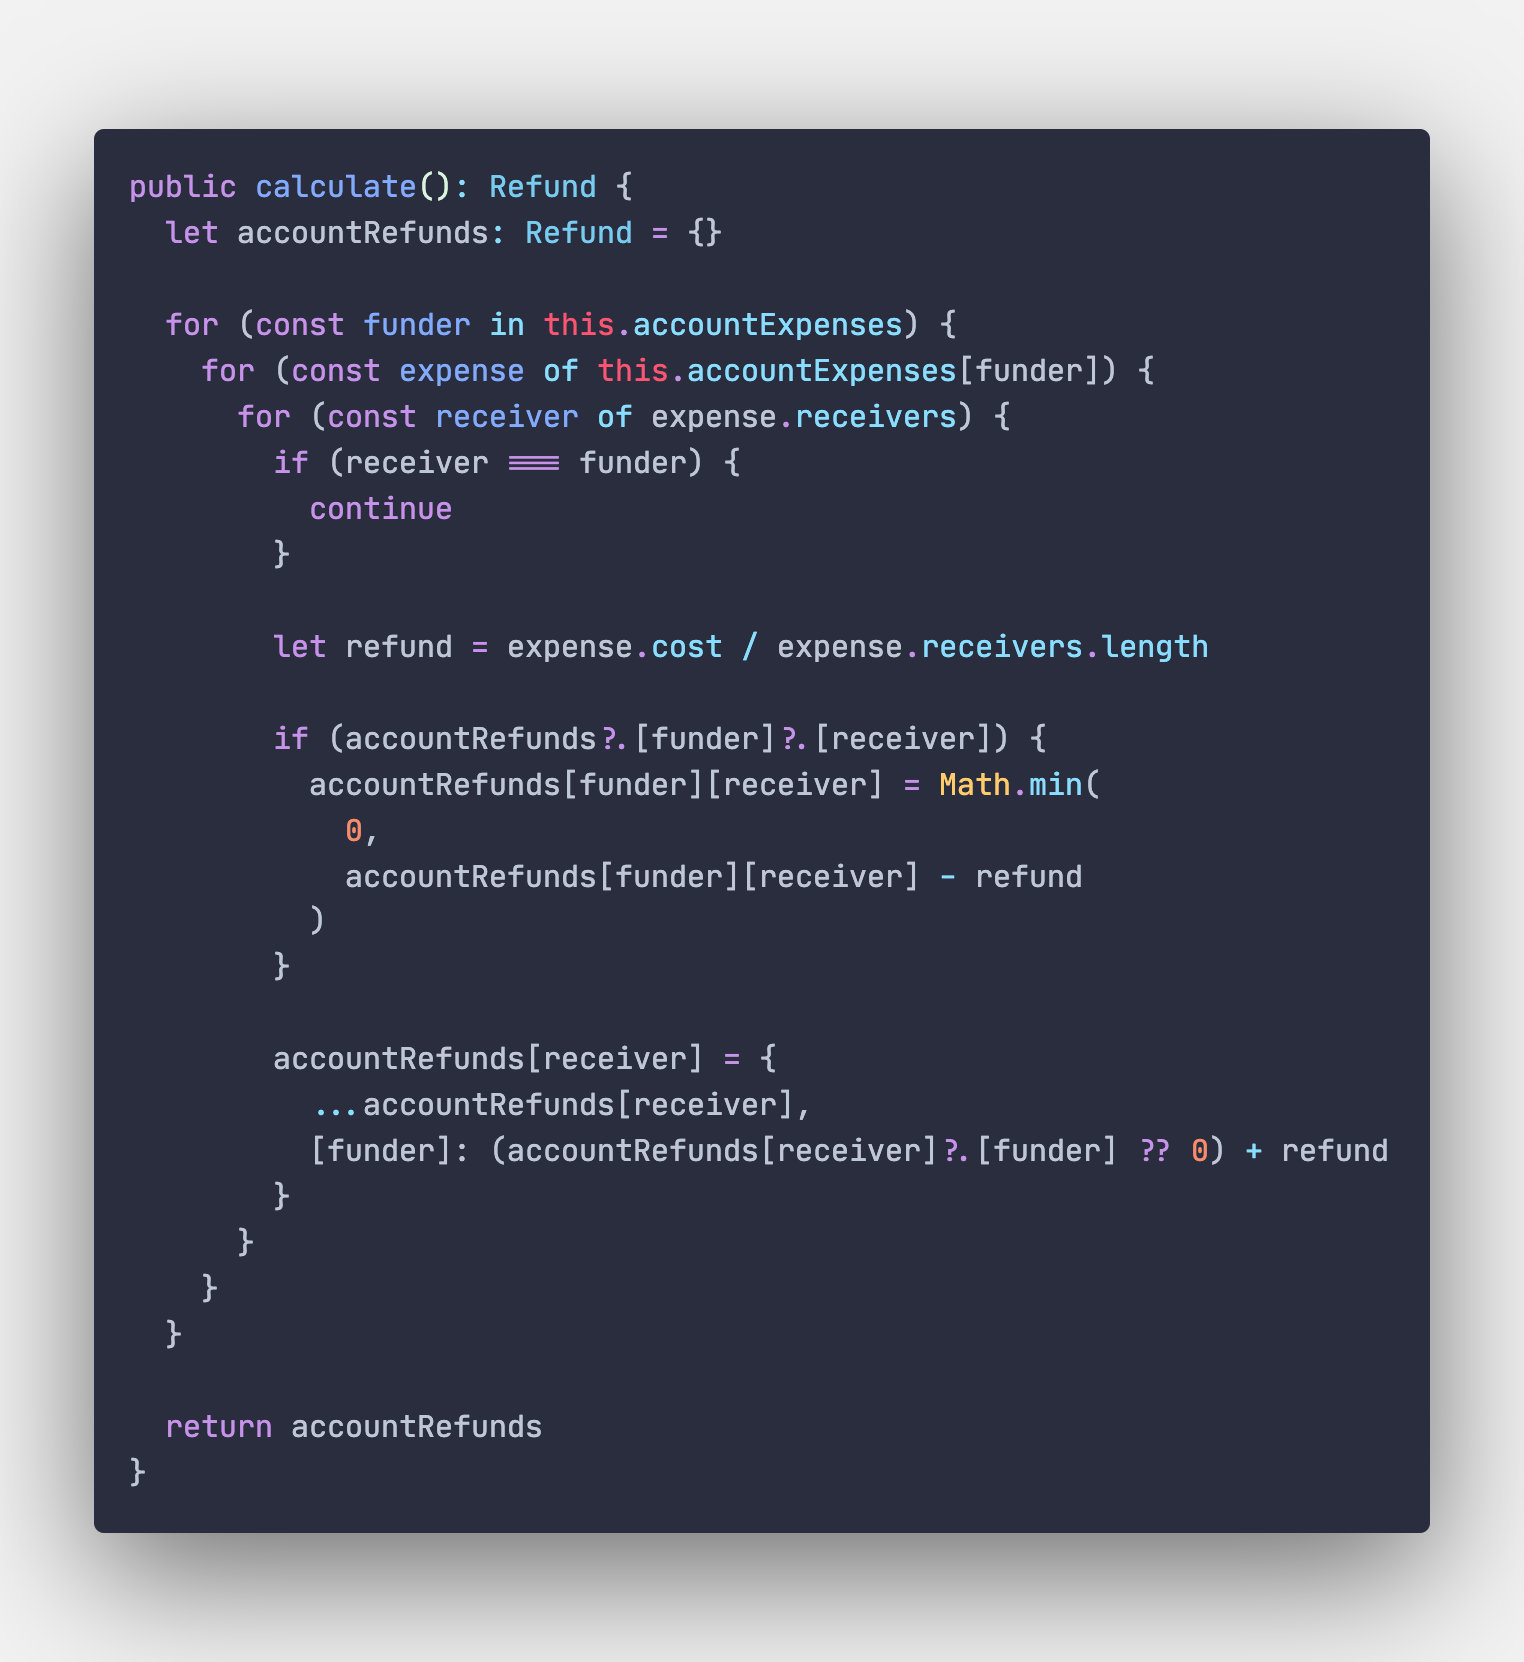 public calculate(): Refund {
  let accountRefunds: Refund = {}

  for (const funder in this.accountExpenses) {
    for (const expense of this.accountExpenses[funder]) {
      for (const receiver of expense.receivers) {
        if (receiver === funder) {
          continue
        }

        let refund = expense.cost / expense.receivers.length

        if (accountRefunds?.[funder]?.[receiver]) {
          accountRefunds[funder][receiver] = Math.min(
            0,
            accountRefunds[funder][receiver] - refund
          )
        }

        accountRefunds[receiver] = {
          ...accountRefunds[receiver],
          [funder]: (accountRefunds[receiver]?.[funder] ?? 0) + refund
        }
      }
    }
  }

  return accountRefunds
}